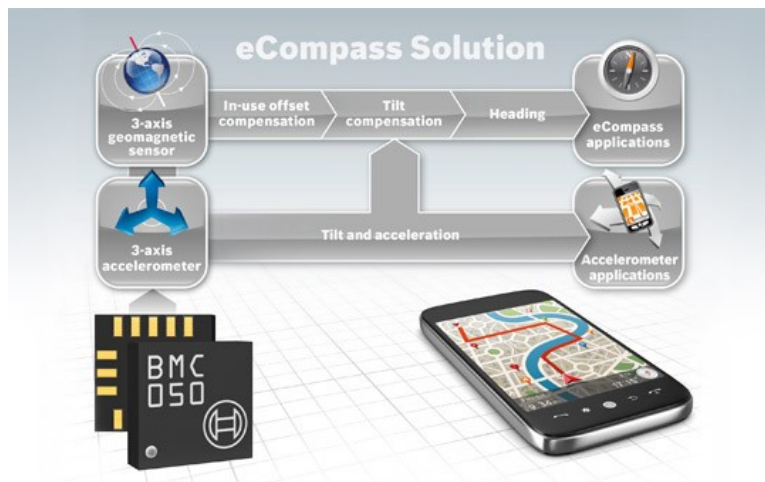 eCompass Solution
3-axis
geomagnetic
sensor
In-use offset
compensation
Tilt
compensation
Heading
eCompass
applications
3-axis
accelerometer
Tilt and acceleration
Accelerometer
applications
BMC
050